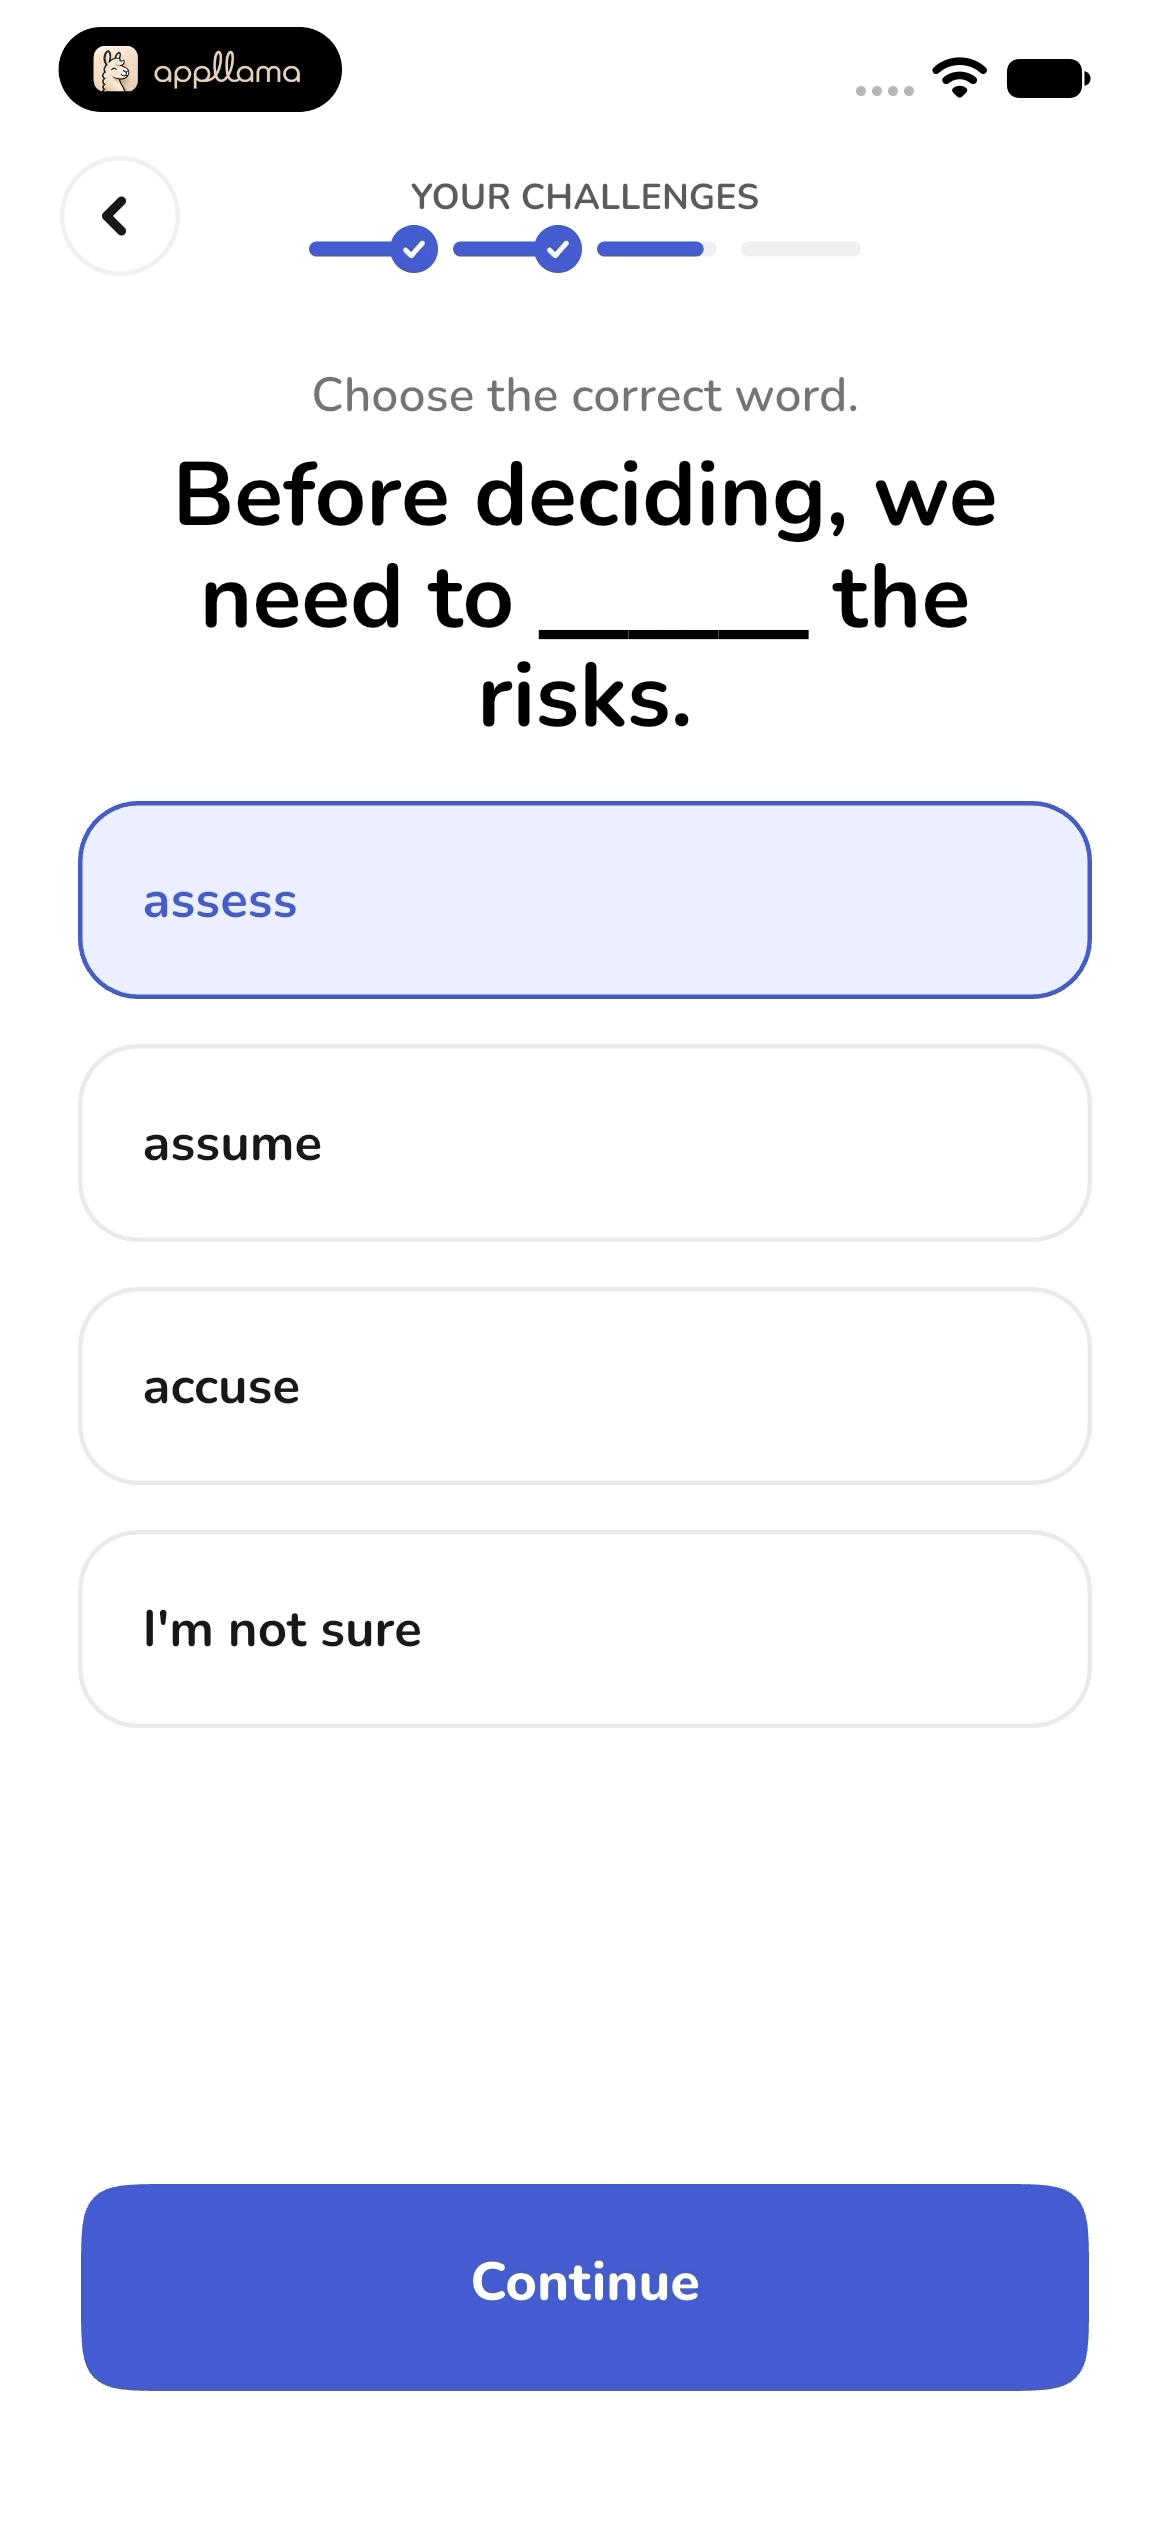 appllama
YOUR CHALLENGES
Choose the correct word.
Before deciding, we
need to ______ the
risks.
assess
assume
accuse
I'm not sure
Continue